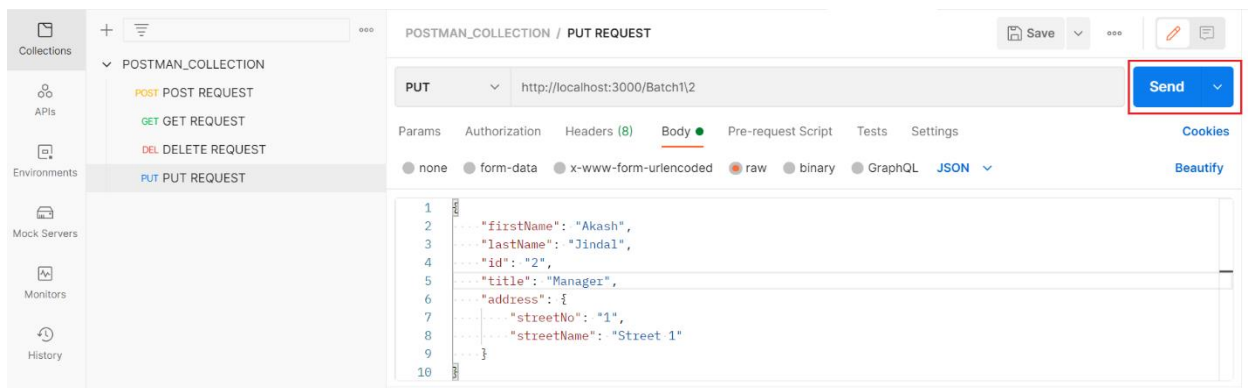 Collections
APIs
Environments
Mock Servers
Monitors
History
POSTMAN_COLLECTION
POST POST REQUEST
GET GET REQUEST
DEL DELETE REQUEST
PUT PUT REQUEST
POSTMAN_COLLECTION / PUT REQUEST
Save
PUT http://localhost:3000/Batch1\2
Send
Params Authorization Headers (8) Body Pre-request Script Tests Settings Cookies
none form-data x-www-form-urlencoded raw binary GraphQL JSON Beautify
1 {
2 "firstName": "Akash",
3 "lastName": "Jindal",
4 "id": "2",
5 "title": "Manager",
6 "address": {
7 "streetNo": "1",
8 "streetName": "Street 1"
9 }
10 }